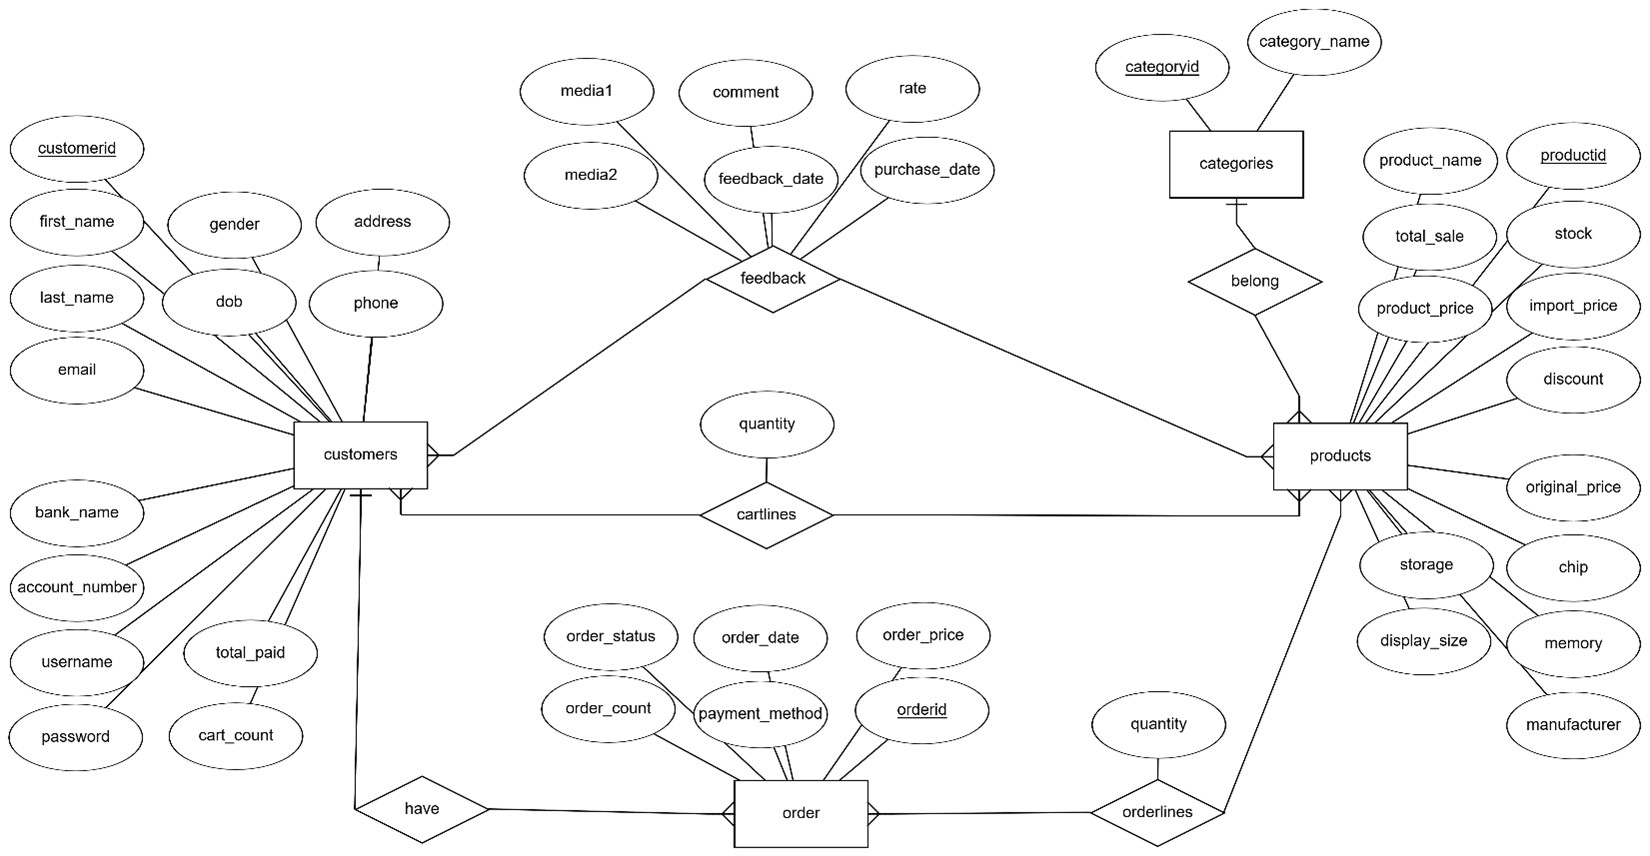 category_name
categoryid
media1
comment
rate
customerid
categories
product_name
productid
media2
feedback_date
purchase_date
first_name
gender
address
total_sale
stock
feedback
belong
last_name
dob
phone
product_price
import_price
email
discount
quantity
customers
products
bank_name
cartlines
original_price
account_number
storage
chip
order_status
order_date
order_price
username
total_paid
display_size
memory
order_count
payment_method
orderid
quantity
password
cart_count
manufacturer
have
order
orderlines